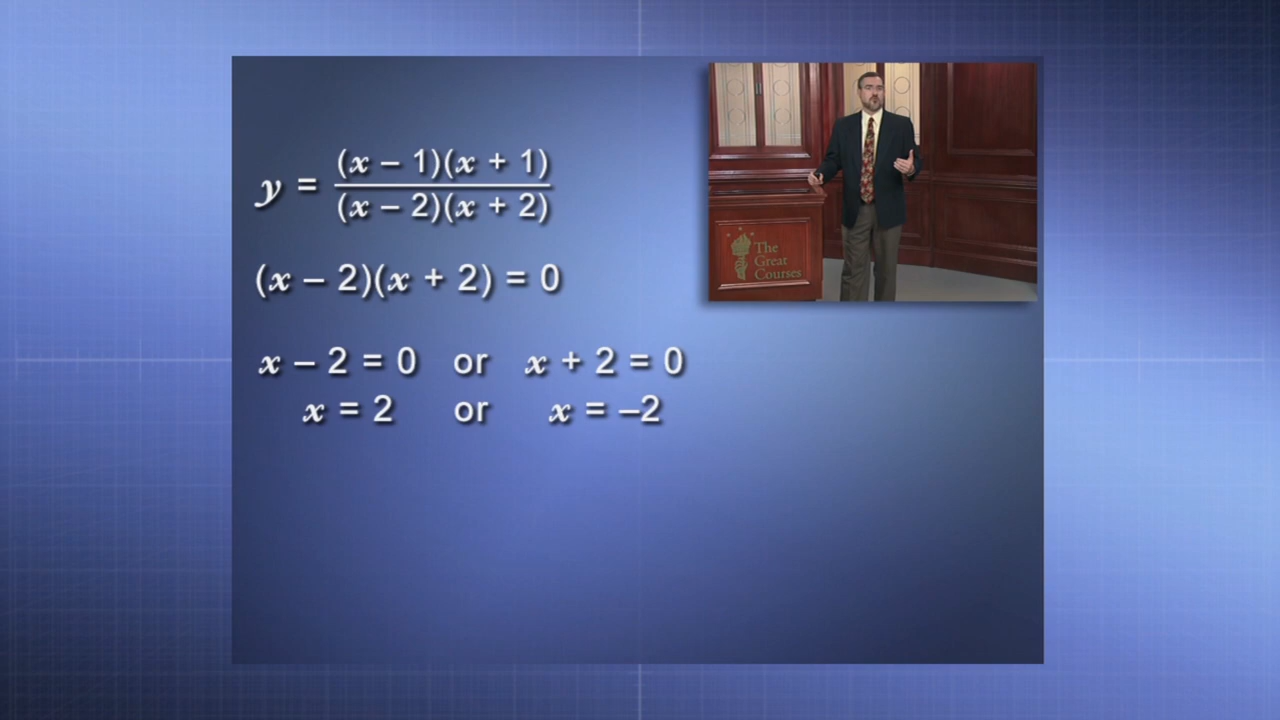 y = (x – 1)(x + 1)
(x – 2)(x + 2)
(x – 2)(x + 2) = 0
x – 2 = 0 or x + 2 = 0
x = 2 or x = –2
The
Great
Courses